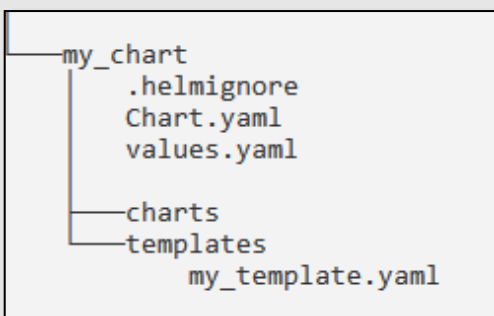 my_chart
.helmignore
Chart.yaml
values.yaml
charts
templates
my_template.yaml